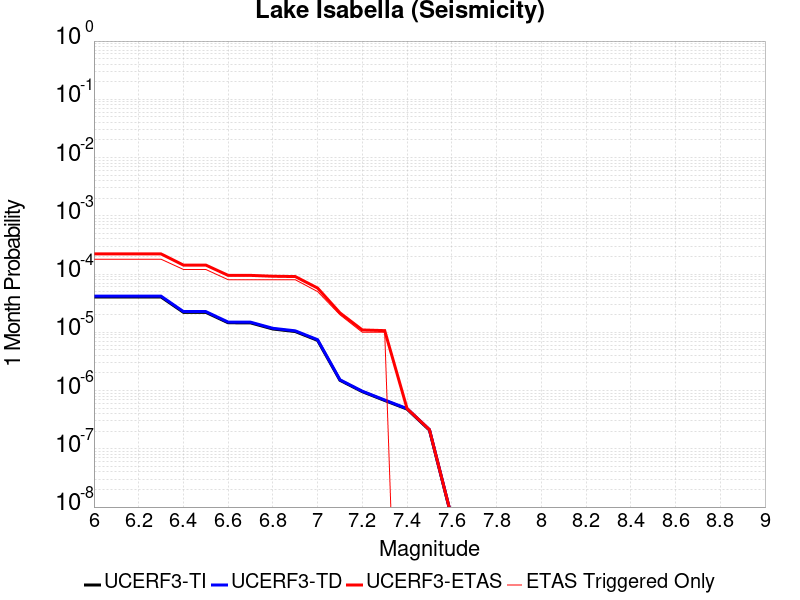 Lake Isabella (Seismicity)
10^0
10^-1
10^-2
10^-3
10^-4
10^-5
10^-6
10^-7
10^-8
1 Month Probability
6 6.2 6.4 6.6 6.8 7 7.2 7.4 7.6 7.8 8 8.2 8.4 8.6 8.8 9
Magnitude
UCERF3-TI UCERF3-TD UCERF3-ETAS ETAS Triggered Only